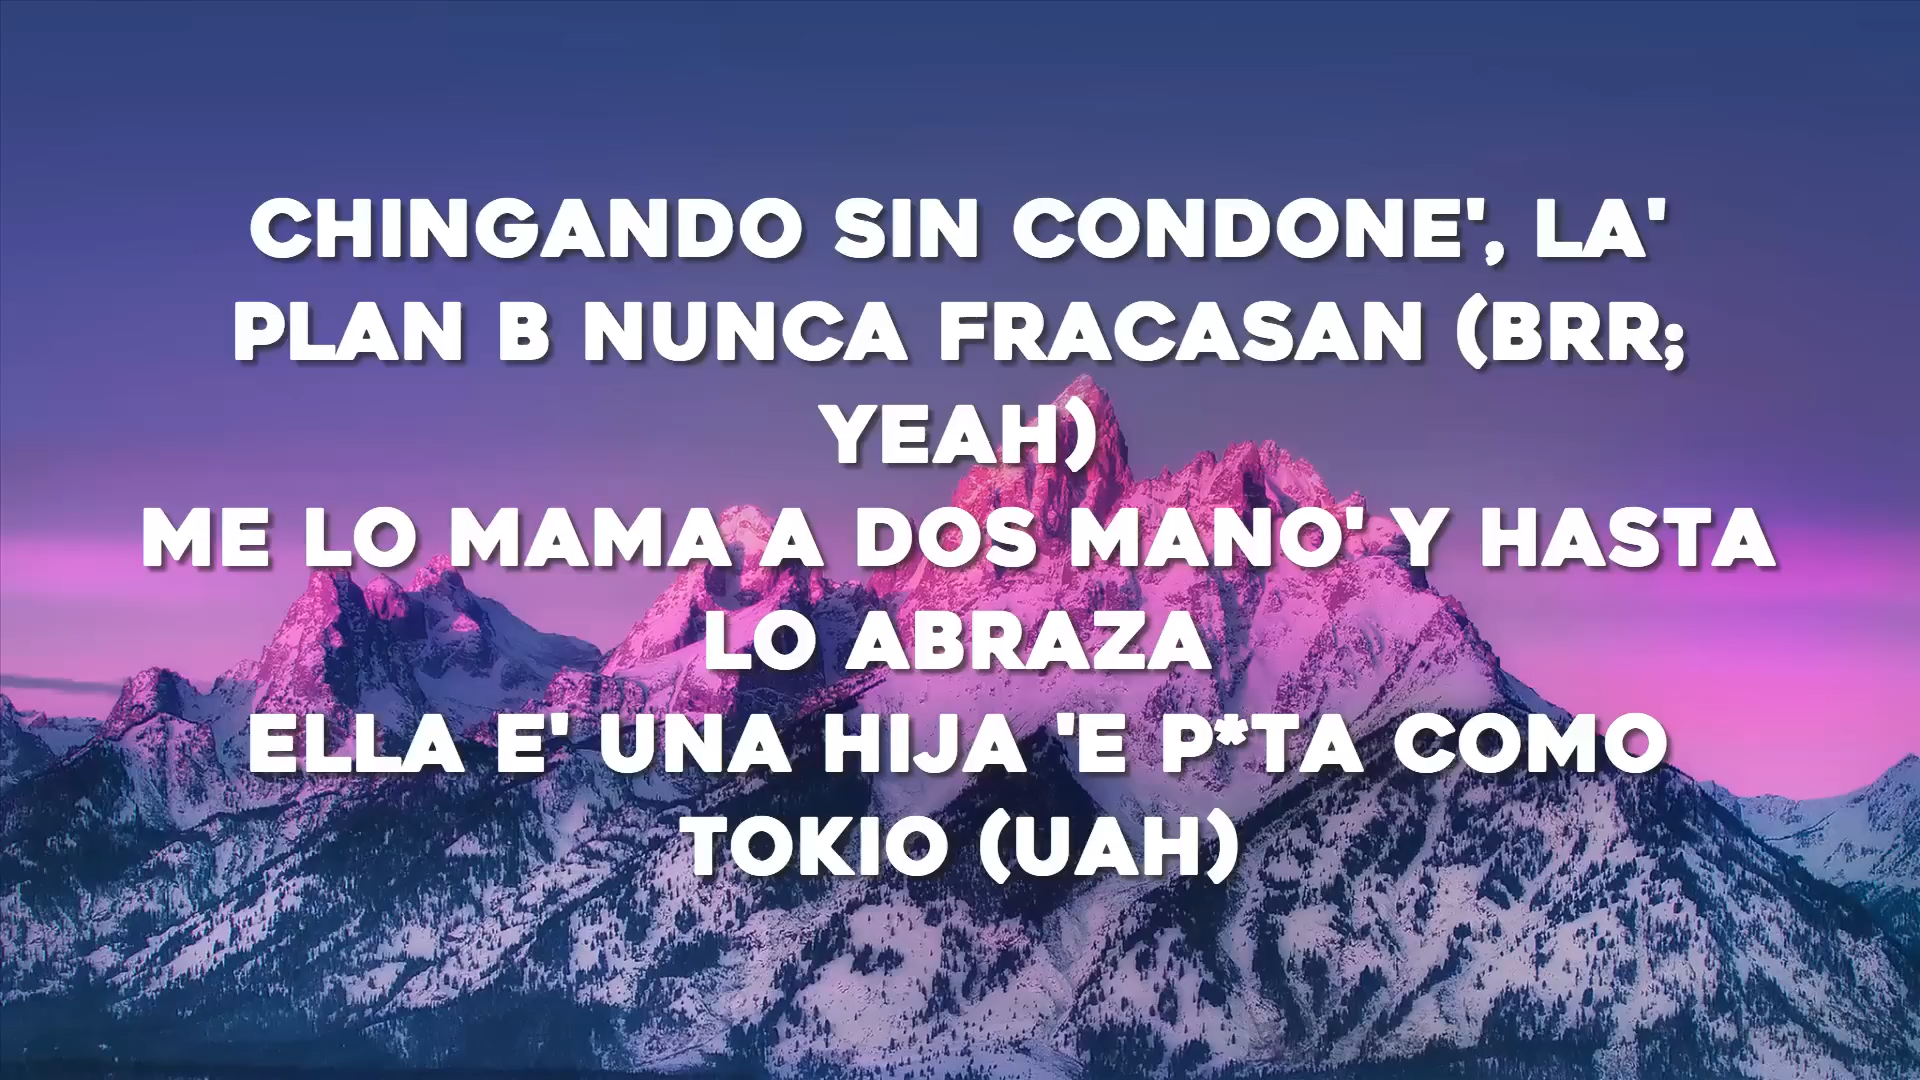 CHINGANDO SIN CONDONE', LA'
PLAN B NUNCA FRACASAN (BRR;
YEAH)
ME LO MAMA A DOS MANO' Y HASTA
LO ABRAZA
ELLA E' UNA HIJA 'E P*TA COMO
TOKIO (UAH)